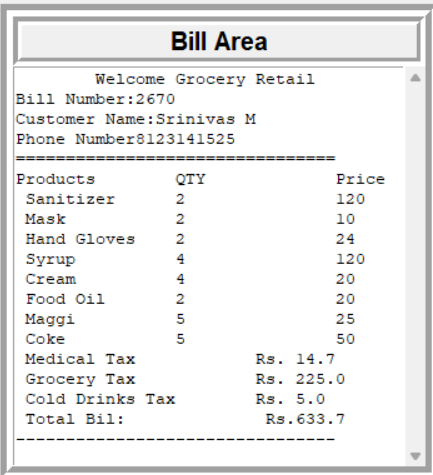 Bill Area
Welcome Grocery Retail
Bill Number:2670
Customer Name:Srinivas M
Phone Number8123141525
================================
Products QTY Price
Sanitizer 2 120
Mask 2 10
Hand Gloves 2 24
Syrup 4 120
Cream 4 20
Food Oil 2 20
Maggi 5 25
Coke 5 50
Medical Tax Rs. 14.7
Grocery Tax Rs. 225.0
Cold Drinks Tax Rs. 5.0
Total Bil: Rs.633.7
--------------------------------